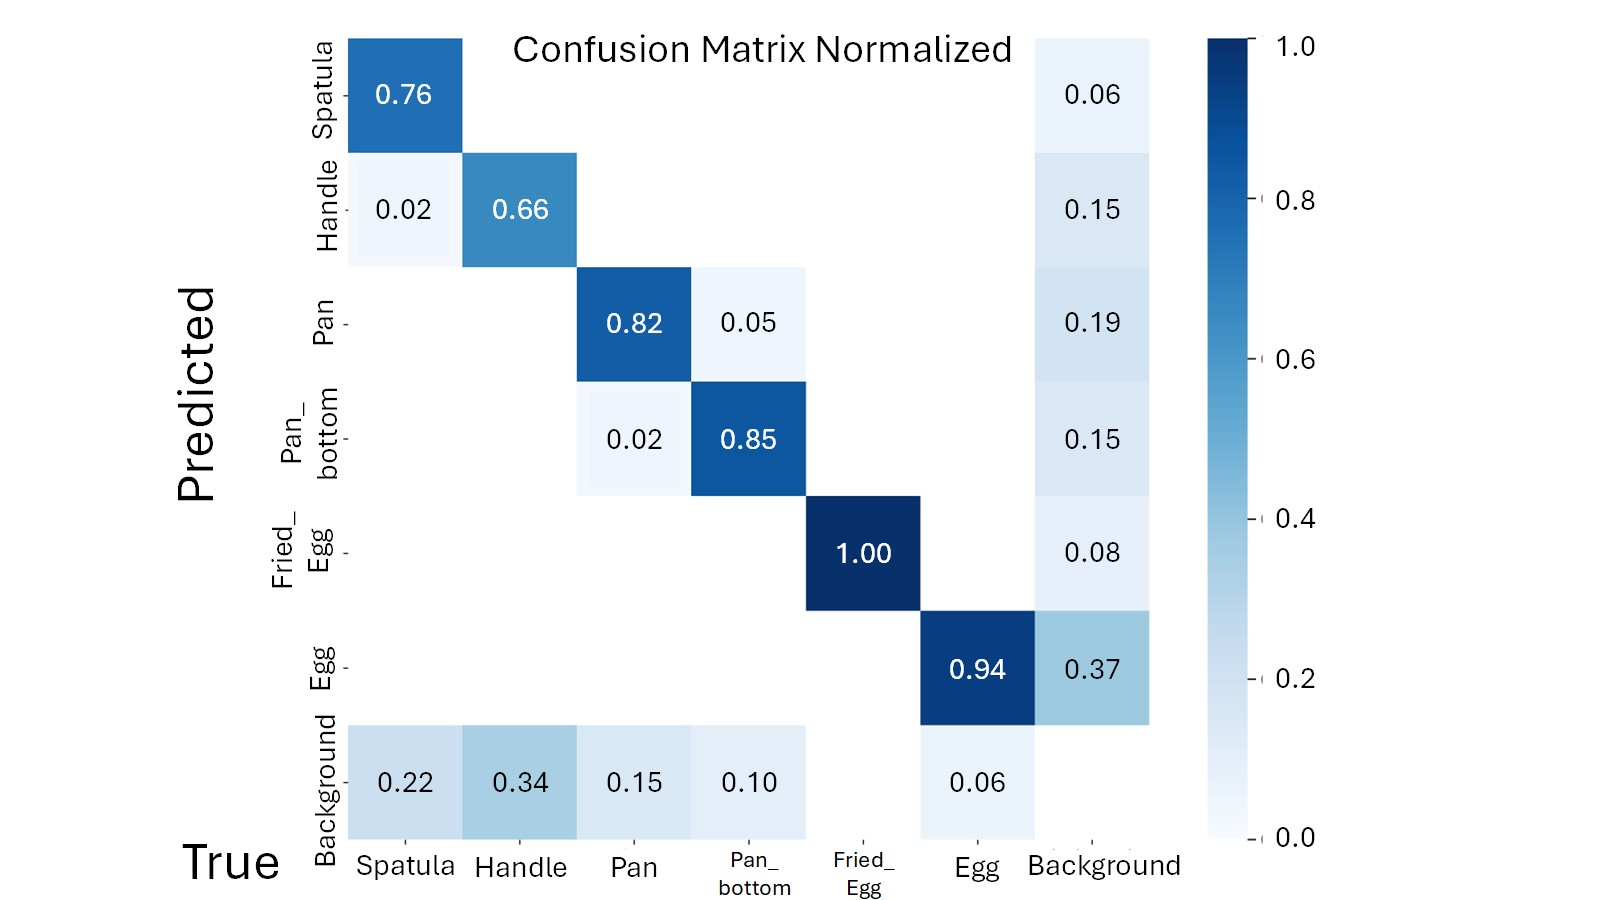 Confusion Matrix Normalized
Spatula
0.76
0.06
1.0
Handle
0.02
0.66
0.15
0.8
Pan
0.82
0.05
0.19
0.6
Predicted
Pan_
bottom
0.02
0.85
0.15
0.4
Fried_
Egg
1.00
0.08
Egg
0.94
0.37
0.2
Background
0.22
0.34
0.15
0.10
0.06
0.0
True
Spatula
Handle
Pan
Pan_
bottom
Fried_
Egg
Egg
Background